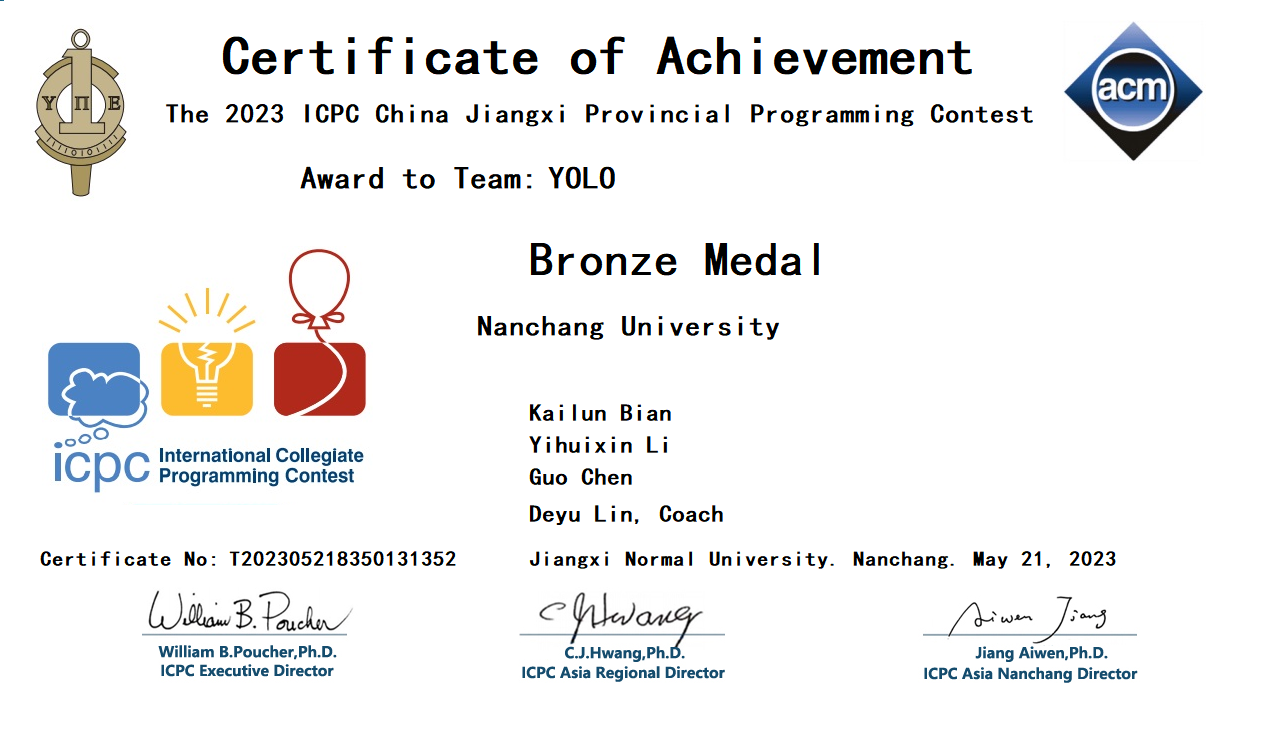 Certificate of Achievement
The 2023 ICPC China Jiangxi Provincial Programming Contest
Υ Π Ε
1
11110101111
acm
Award to Team: YOLO
Bronze Medal
Nanchang University
Kailun Bian
Yihuixin Li
Guo Chen
Deyu Lin, Coach
icpc International Collegiate
Programming Contest
Certificate No: T202305218350131352
Jiangxi Normal University. Nanchang. May 21, 2023
William B. Poucher
C J Hwang
Aiwen Jiang
William B.Poucher,Ph.D.
ICPC Executive Director
C.J.Hwang,Ph.D.
ICPC Asia Regional Director
Jiang Aiwen,Ph.D.
ICPC Asia Nanchang Director